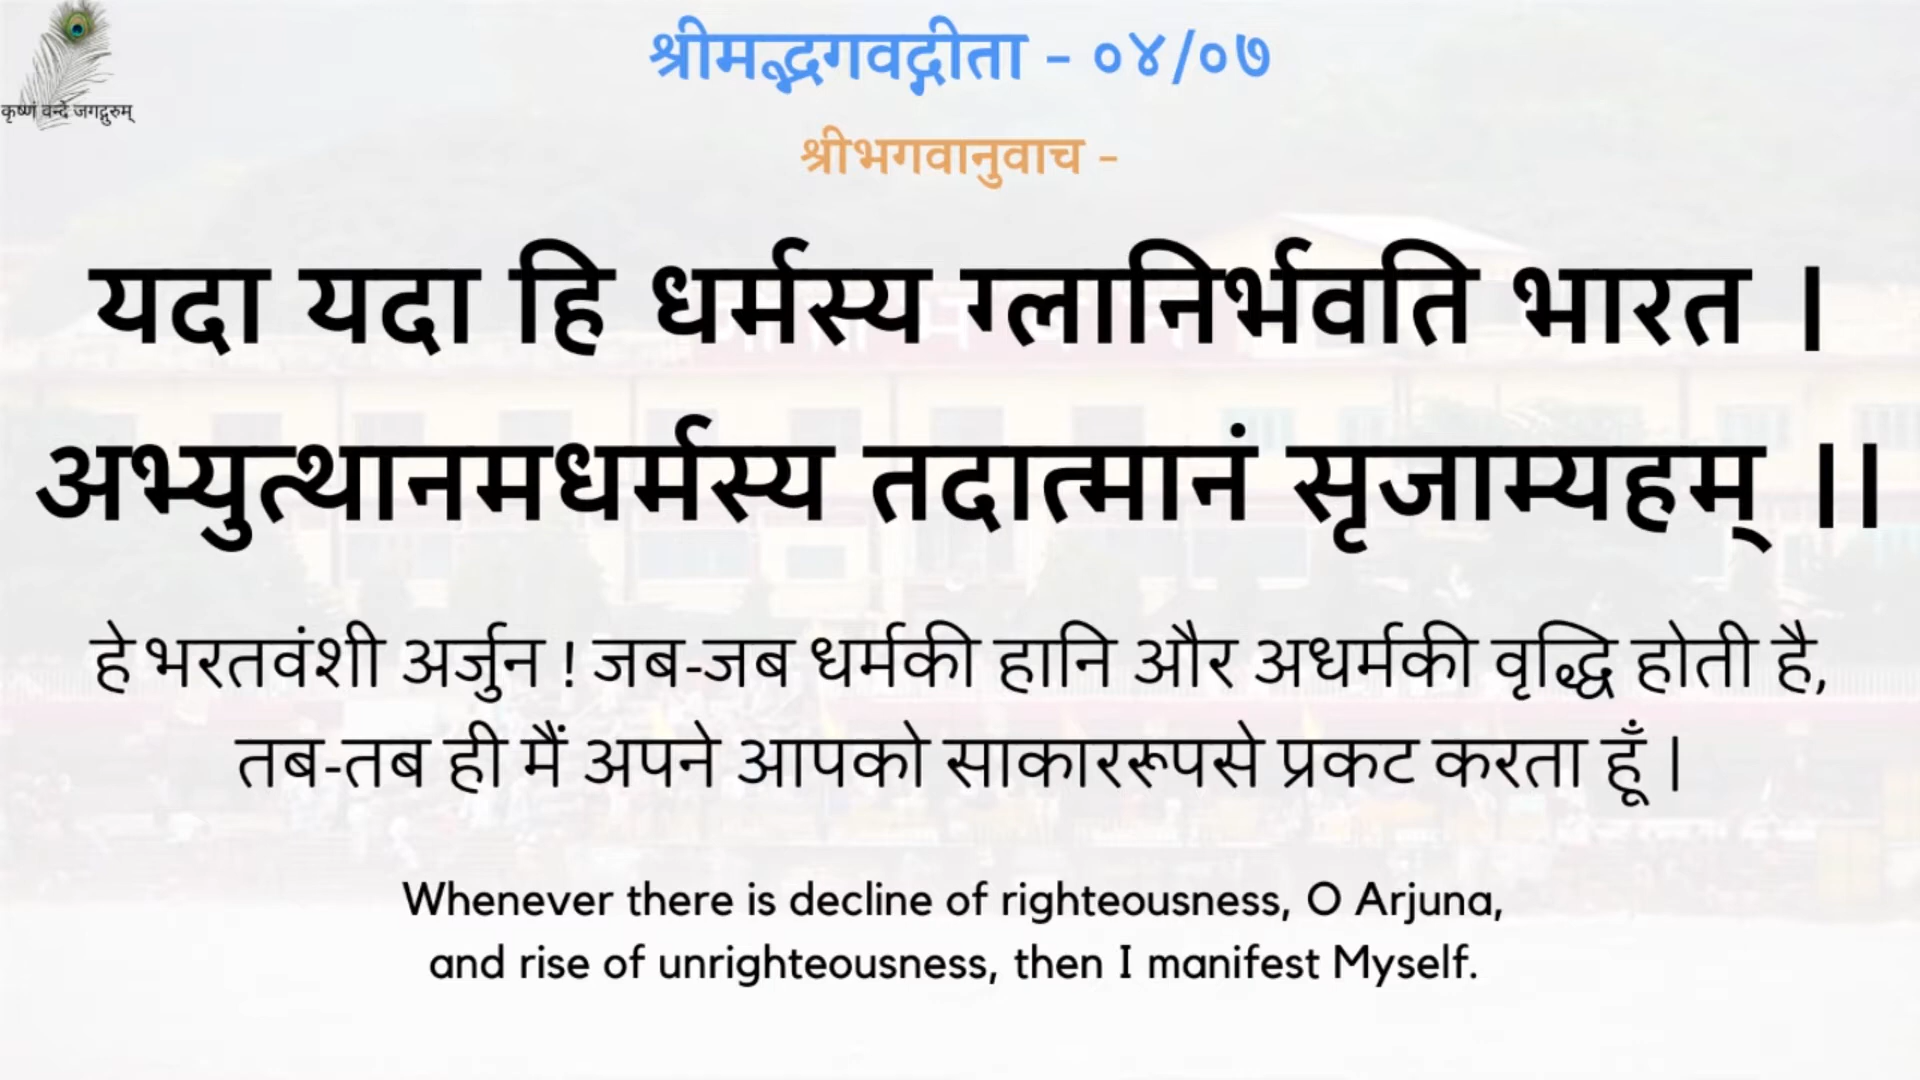 कृष्णं वन्दे जगद्गुरुम्
श्रीमद्भगवद्गीता - ०४/०७
श्रीभगवानुवाच -
यदा यदा हि धर्मस्य ग्लानिर्भवति भारत ।
अभ्युत्थानमधर्मस्य तदात्मानं सृजाम्यहम् ।।
हे भरतवंशी अर्जुन ! जब-जब धर्मकी हानि और अधर्मकी वृद्धि होती है,
तब-तब ही मैं अपने आपको साकाररूपसे प्रकट करता हूँ |
Whenever there is decline of righteousness, O Arjuna,
and rise of unrighteousness, then I manifest Myself.